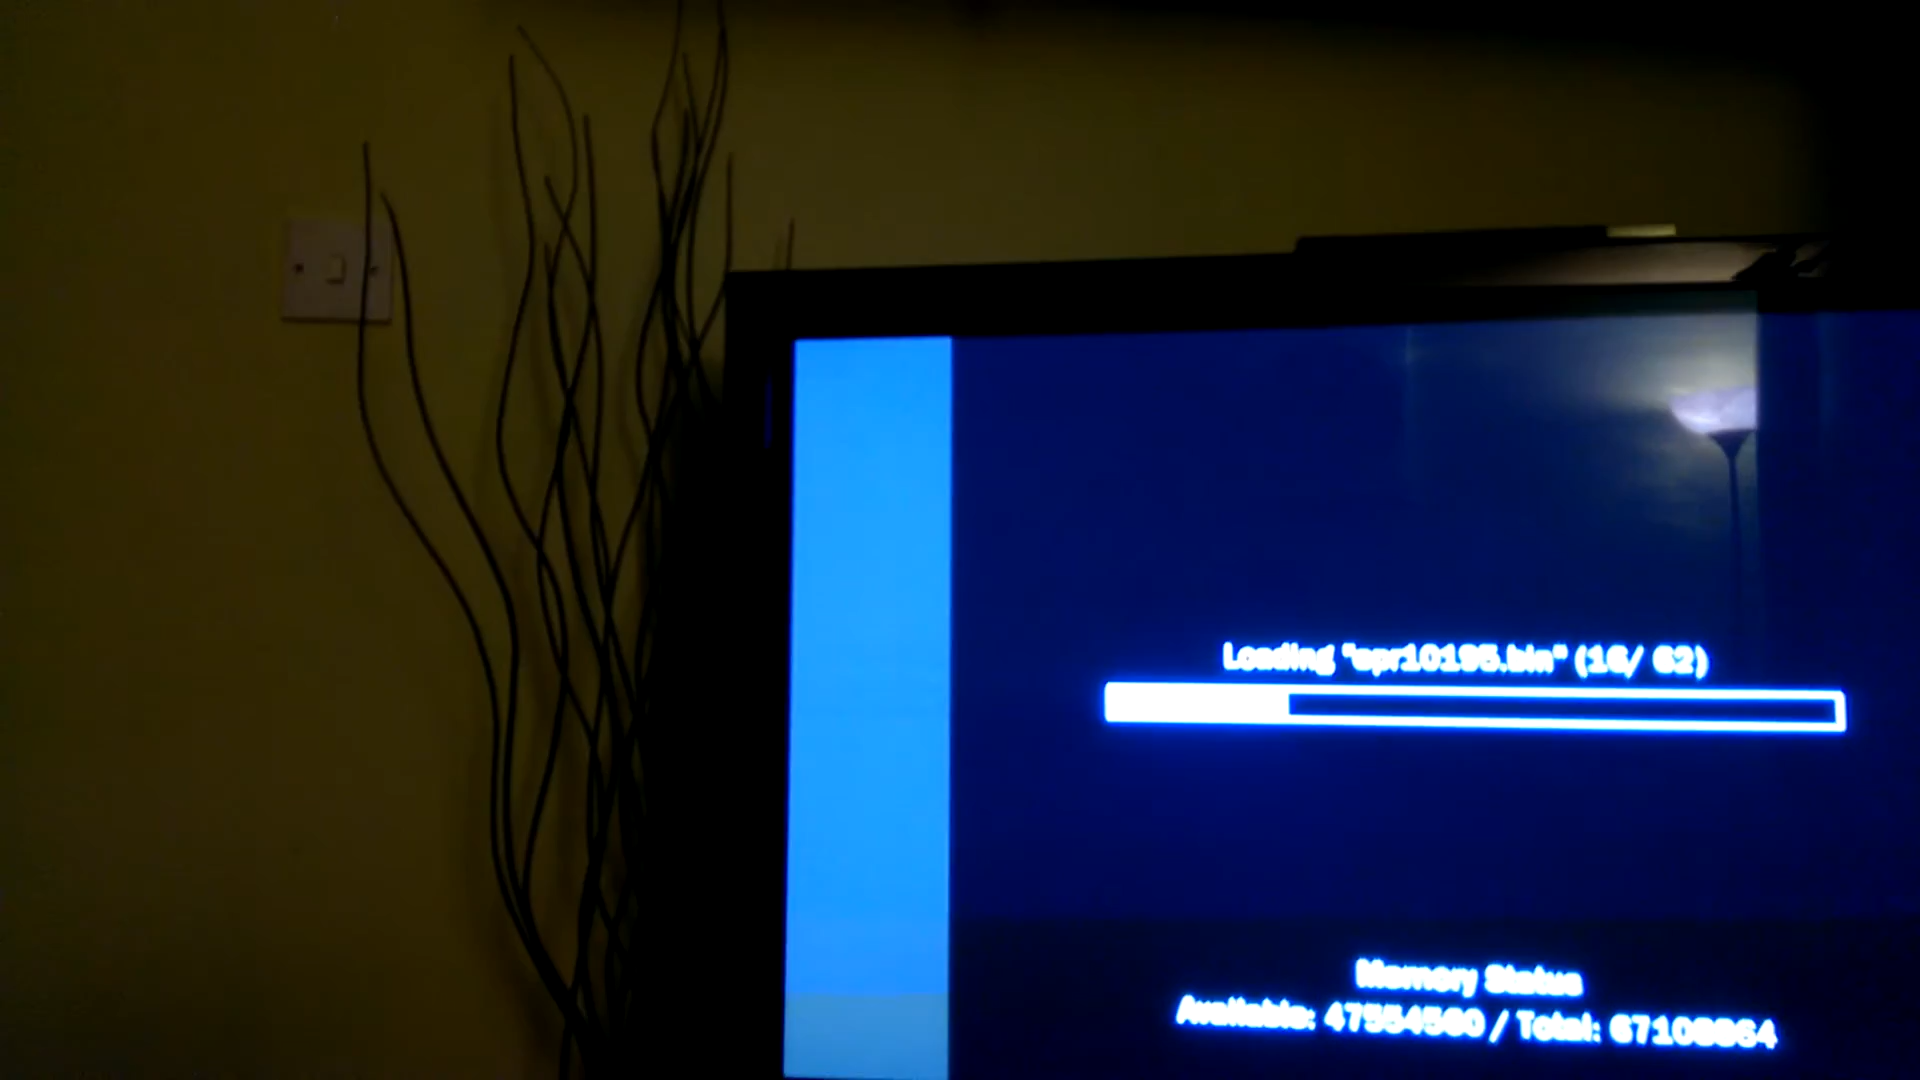 Loading "epr10195.bin" (16/ 62)
Memory Status
Available: 47554560 / Total: 67108864